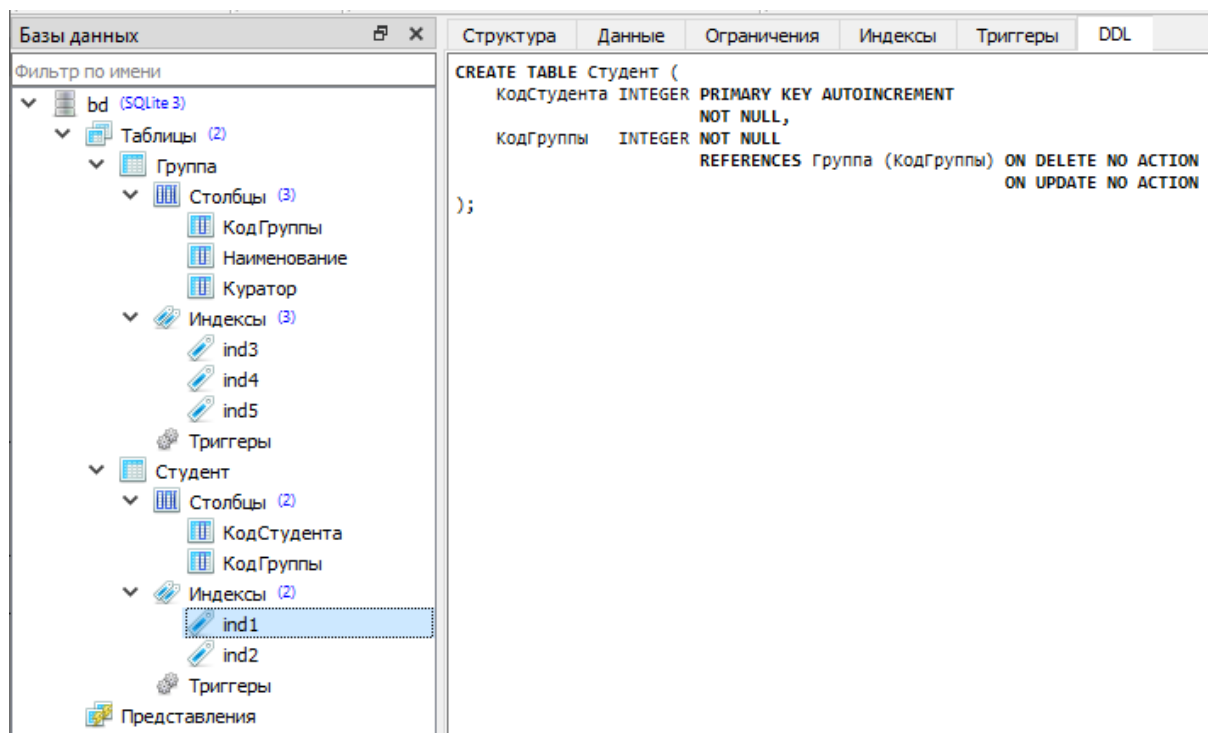 Базы данных
Фильтр по имени
bd (SQLite 3)
Таблицы (2)
Группа
Столбцы (3)
КодГруппы
Наименование
Куратор
Индексы (3)
ind3
ind4
ind5
Триггеры
Студент
Столбцы (2)
КодСтудента
КодГруппы
Индексы (2)
ind1
ind2
Триггеры
Представления
Структура Данные Ограничения Индексы Триггеры DDL
CREATE TABLE Студент (
КодСтудента INTEGER PRIMARY KEY AUTOINCREMENT
NOT NULL,
КодГруппы INTEGER NOT NULL
REFERENCES Группа (КодГруппы) ON DELETE NO ACTION
ON UPDATE NO ACTION
);